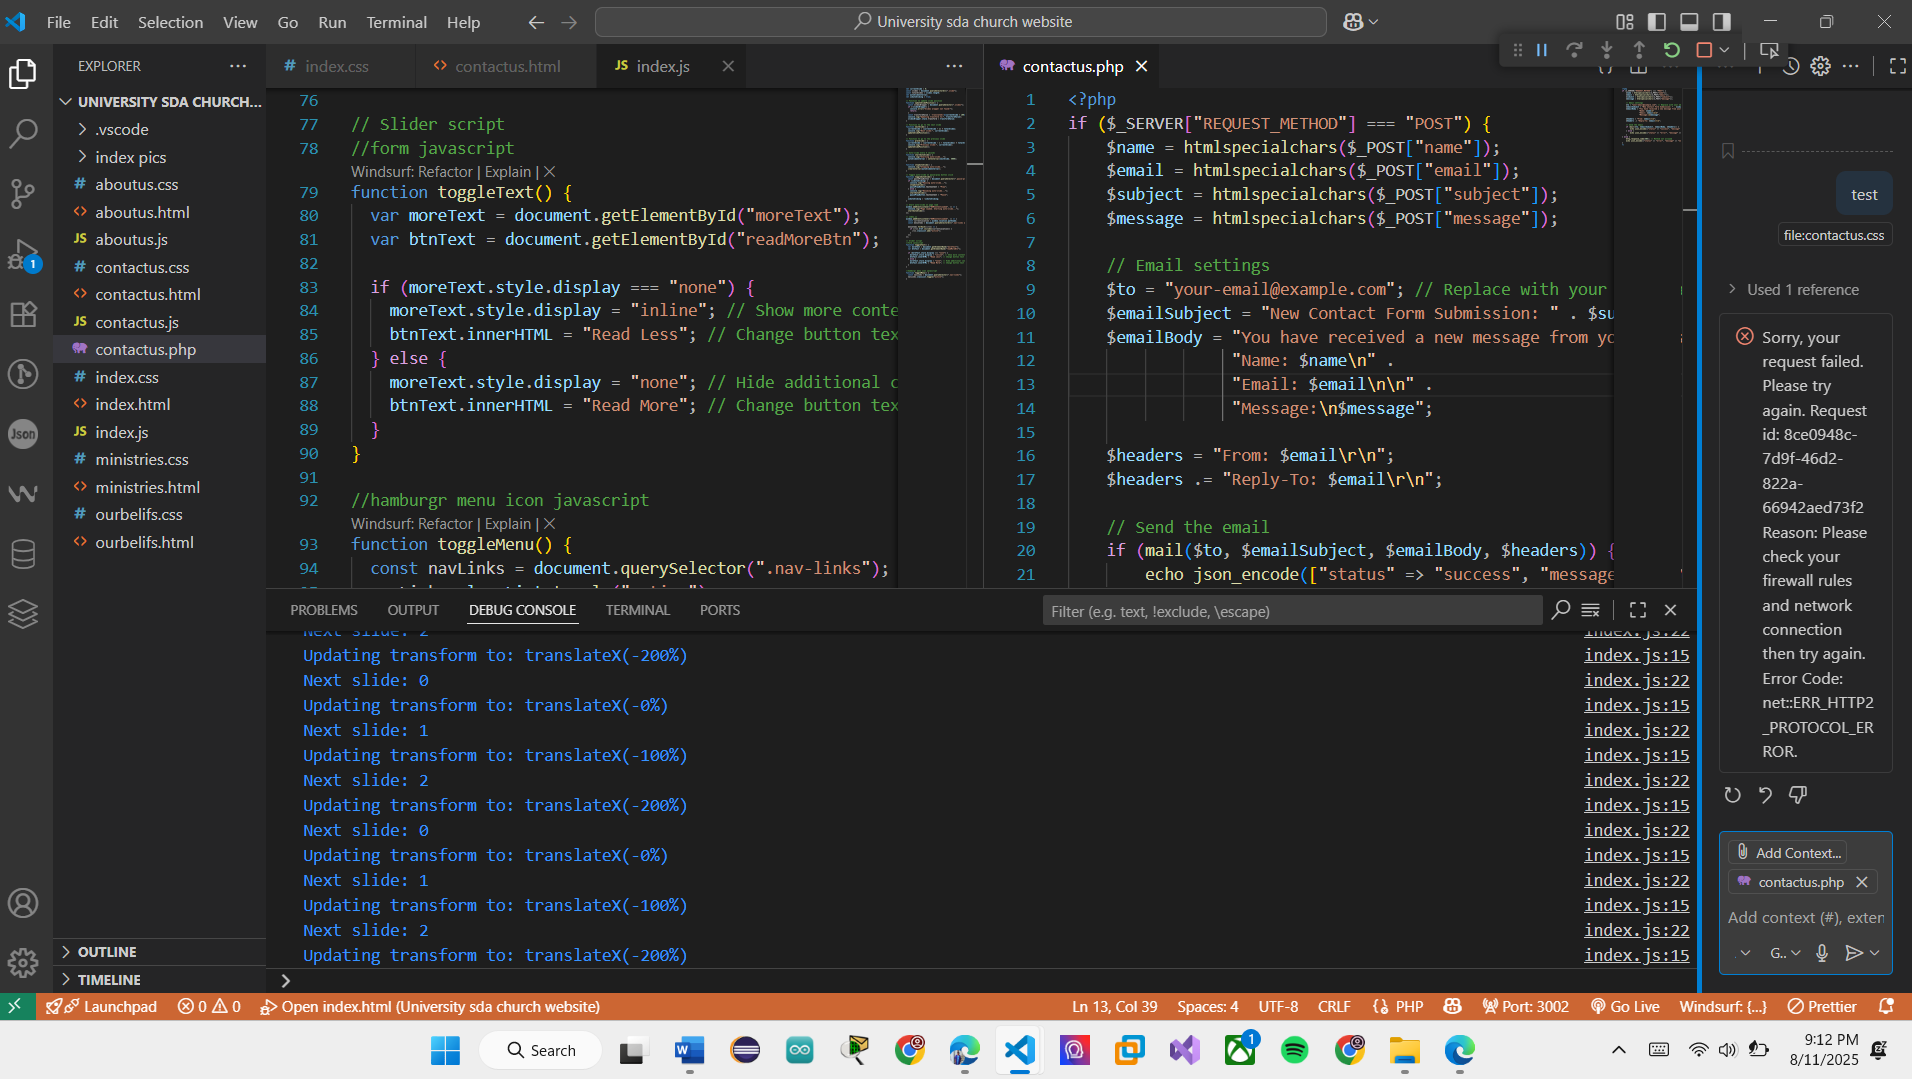 File Edit Selection View Go Run Terminal Help
University sda church website
EXPLORER
UNIVERSITY SDA CHURCH...
.vscode
index pics
aboutus.css
aboutus.html
JS aboutus.js
contactus.css
contactus.html
JS contactus.js
contactus.php
index.css
index.html
JS index.js
ministries.css
ministries.html
ourbelifs.css
ourbelifs.html
OUTLINE
TIMELINE
1
Json
# index.css
<> contactus.html
JS index.js
76
77 // Slider script
78 //form javascript
Windsurf: Refactor | Explain | X
79 function toggleText() {
80 var moreText = document.getElementById("moreText");
81 var btnText = document.getElementById("readMoreBtn");
82
83 if (moreText.style.display === "none") {
84 moreText.style.display = "inline"; // Show more conte
85 btnText.innerHTML = "Read Less"; // Change button tex
86 } else {
87 moreText.style.display = "none"; // Hide additional c
88 btnText.innerHTML = "Read More"; // Change button tex
89 }
90 }
91
92 //hamburgr menu icon javascript
Windsurf: Refactor | Explain | X
93 function toggleMenu() {
94 const navLinks = document.querySelector(".nav-links");
contactus.php
1 <?php
2 if ($_SERVER["REQUEST_METHOD"] === "POST") {
3 $name = htmlspecialchars($_POST["name"]);
4 $email = htmlspecialchars($_POST["email"]);
5 $subject = htmlspecialchars($_POST["subject"]);
6 $message = htmlspecialchars($_POST["message"]);
7
8 // Email settings
9 $to = "your-email@example.com"; // Replace with your
10 $emailSubject = "New Contact Form Submission: " . $su
11 $emailBody = "You have received a new message from yo
12 "Name: $name\n" .
13 "Email: $email\n\n" .
14 "Message:\n$message";
15
16 $headers = "From: $email\r\n";
17 $headers .= "Reply-To: $email\r\n";
18
19 // Send the email
20 if (mail($to, $emailSubject, $emailBody, $headers)) {
21 echo json_encode(["status" => "success", "message
test
file:contactus.css
Used 1 reference
Sorry, your
request failed.
Please try
again. Request
id: 8ce0948c-
7d9f-46d2-
822a-
66942aed73f2
Reason: Please
check your
firewall rules
and network
connection
then try again.
Error Code:
net::ERR_HTTP2
_PROTOCOL_ER
ROR.
Add Context...
contactus.php
Add context (#), exten
G..
PROBLEMS OUTPUT DEBUG CONSOLE TERMINAL PORTS
Filter (e.g. text, !exclude, \escape)
Next slide: 2 index.js:22
Updating transform to: translateX(-200%) index.js:15
Next slide: 0 index.js:22
Updating transform to: translateX(-0%) index.js:15
Next slide: 1 index.js:22
Updating transform to: translateX(-100%) index.js:15
Next slide: 2 index.js:22
Updating transform to: translateX(-200%) index.js:15
Next slide: 0 index.js:22
Updating transform to: translateX(-0%) index.js:15
Next slide: 1 index.js:22
Updating transform to: translateX(-100%) index.js:15
Next slide: 2 index.js:22
Updating transform to: translateX(-200%) index.js:15
Launchpad 0 0 Open index.html (University sda church website) Ln 13, Col 39 Spaces: 4 UTF-8 CRLF {} PHP Port: 3002 Go Live Windsurf: {...} Prettier
Search
1
9:12 PM
8/11/2025